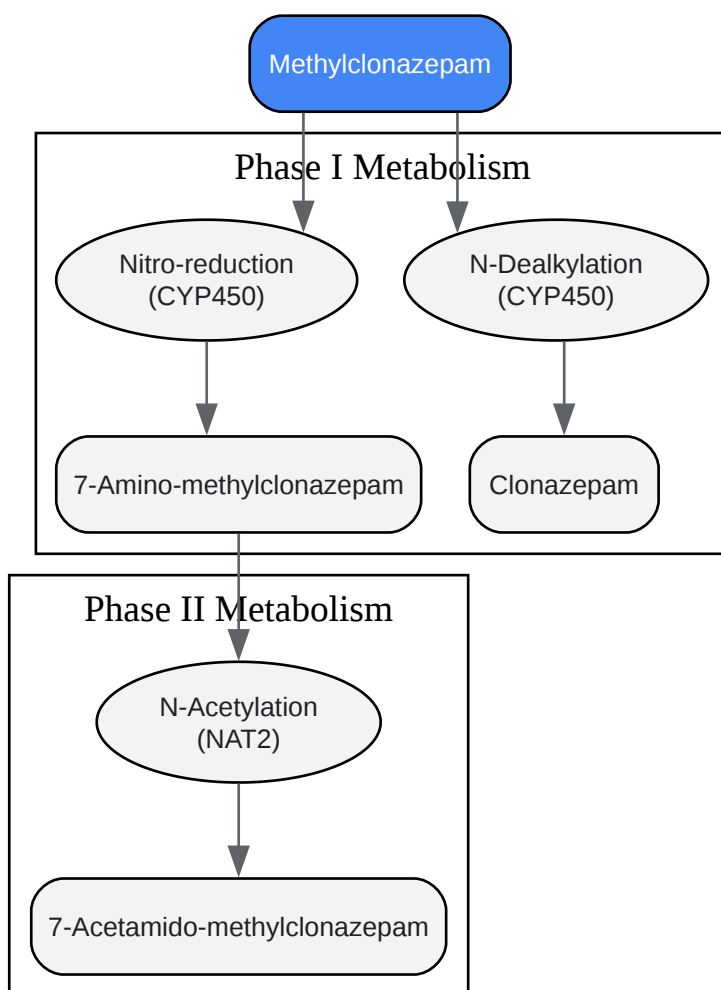 Methylclonazepam
Phase I Metabolism
Nitro-reduction
(CYP450)
N-Dealkylation
(CYP450)
7-Amino-methylclonazepam
Clonazepam
Phase II Metabolism
N-Acetylation
(NAT2)
7-Acetamido-methylclonazepam